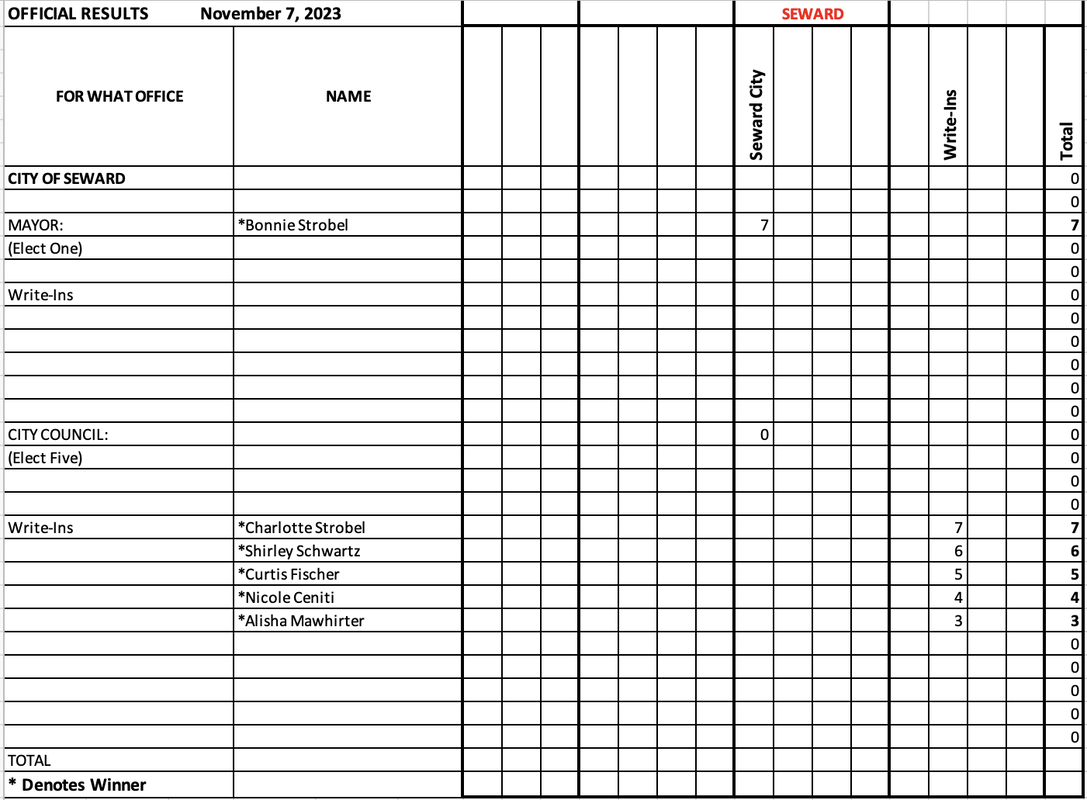 OFFICIAL RESULTS November 7, 2023 SEWARD
FOR WHAT OFFICE NAME Seward City Write-Ins Total
CITY OF SEWARD 0
0
MAYOR: *Bonnie Strobel 7 7
(Elect One) 0
0
Write-Ins 0
0
0
0
0
0
CITY COUNCIL: 0 0
(Elect Five) 0
0
0
Write-Ins *Charlotte Strobel 7 7
*Shirley Schwartz 6 6
*Curtis Fischer 5 5
*Nicole Ceniti 4 4
*Alisha Mawhirter 3 3
0
0
0
0
0
TOTAL
* Denotes Winner